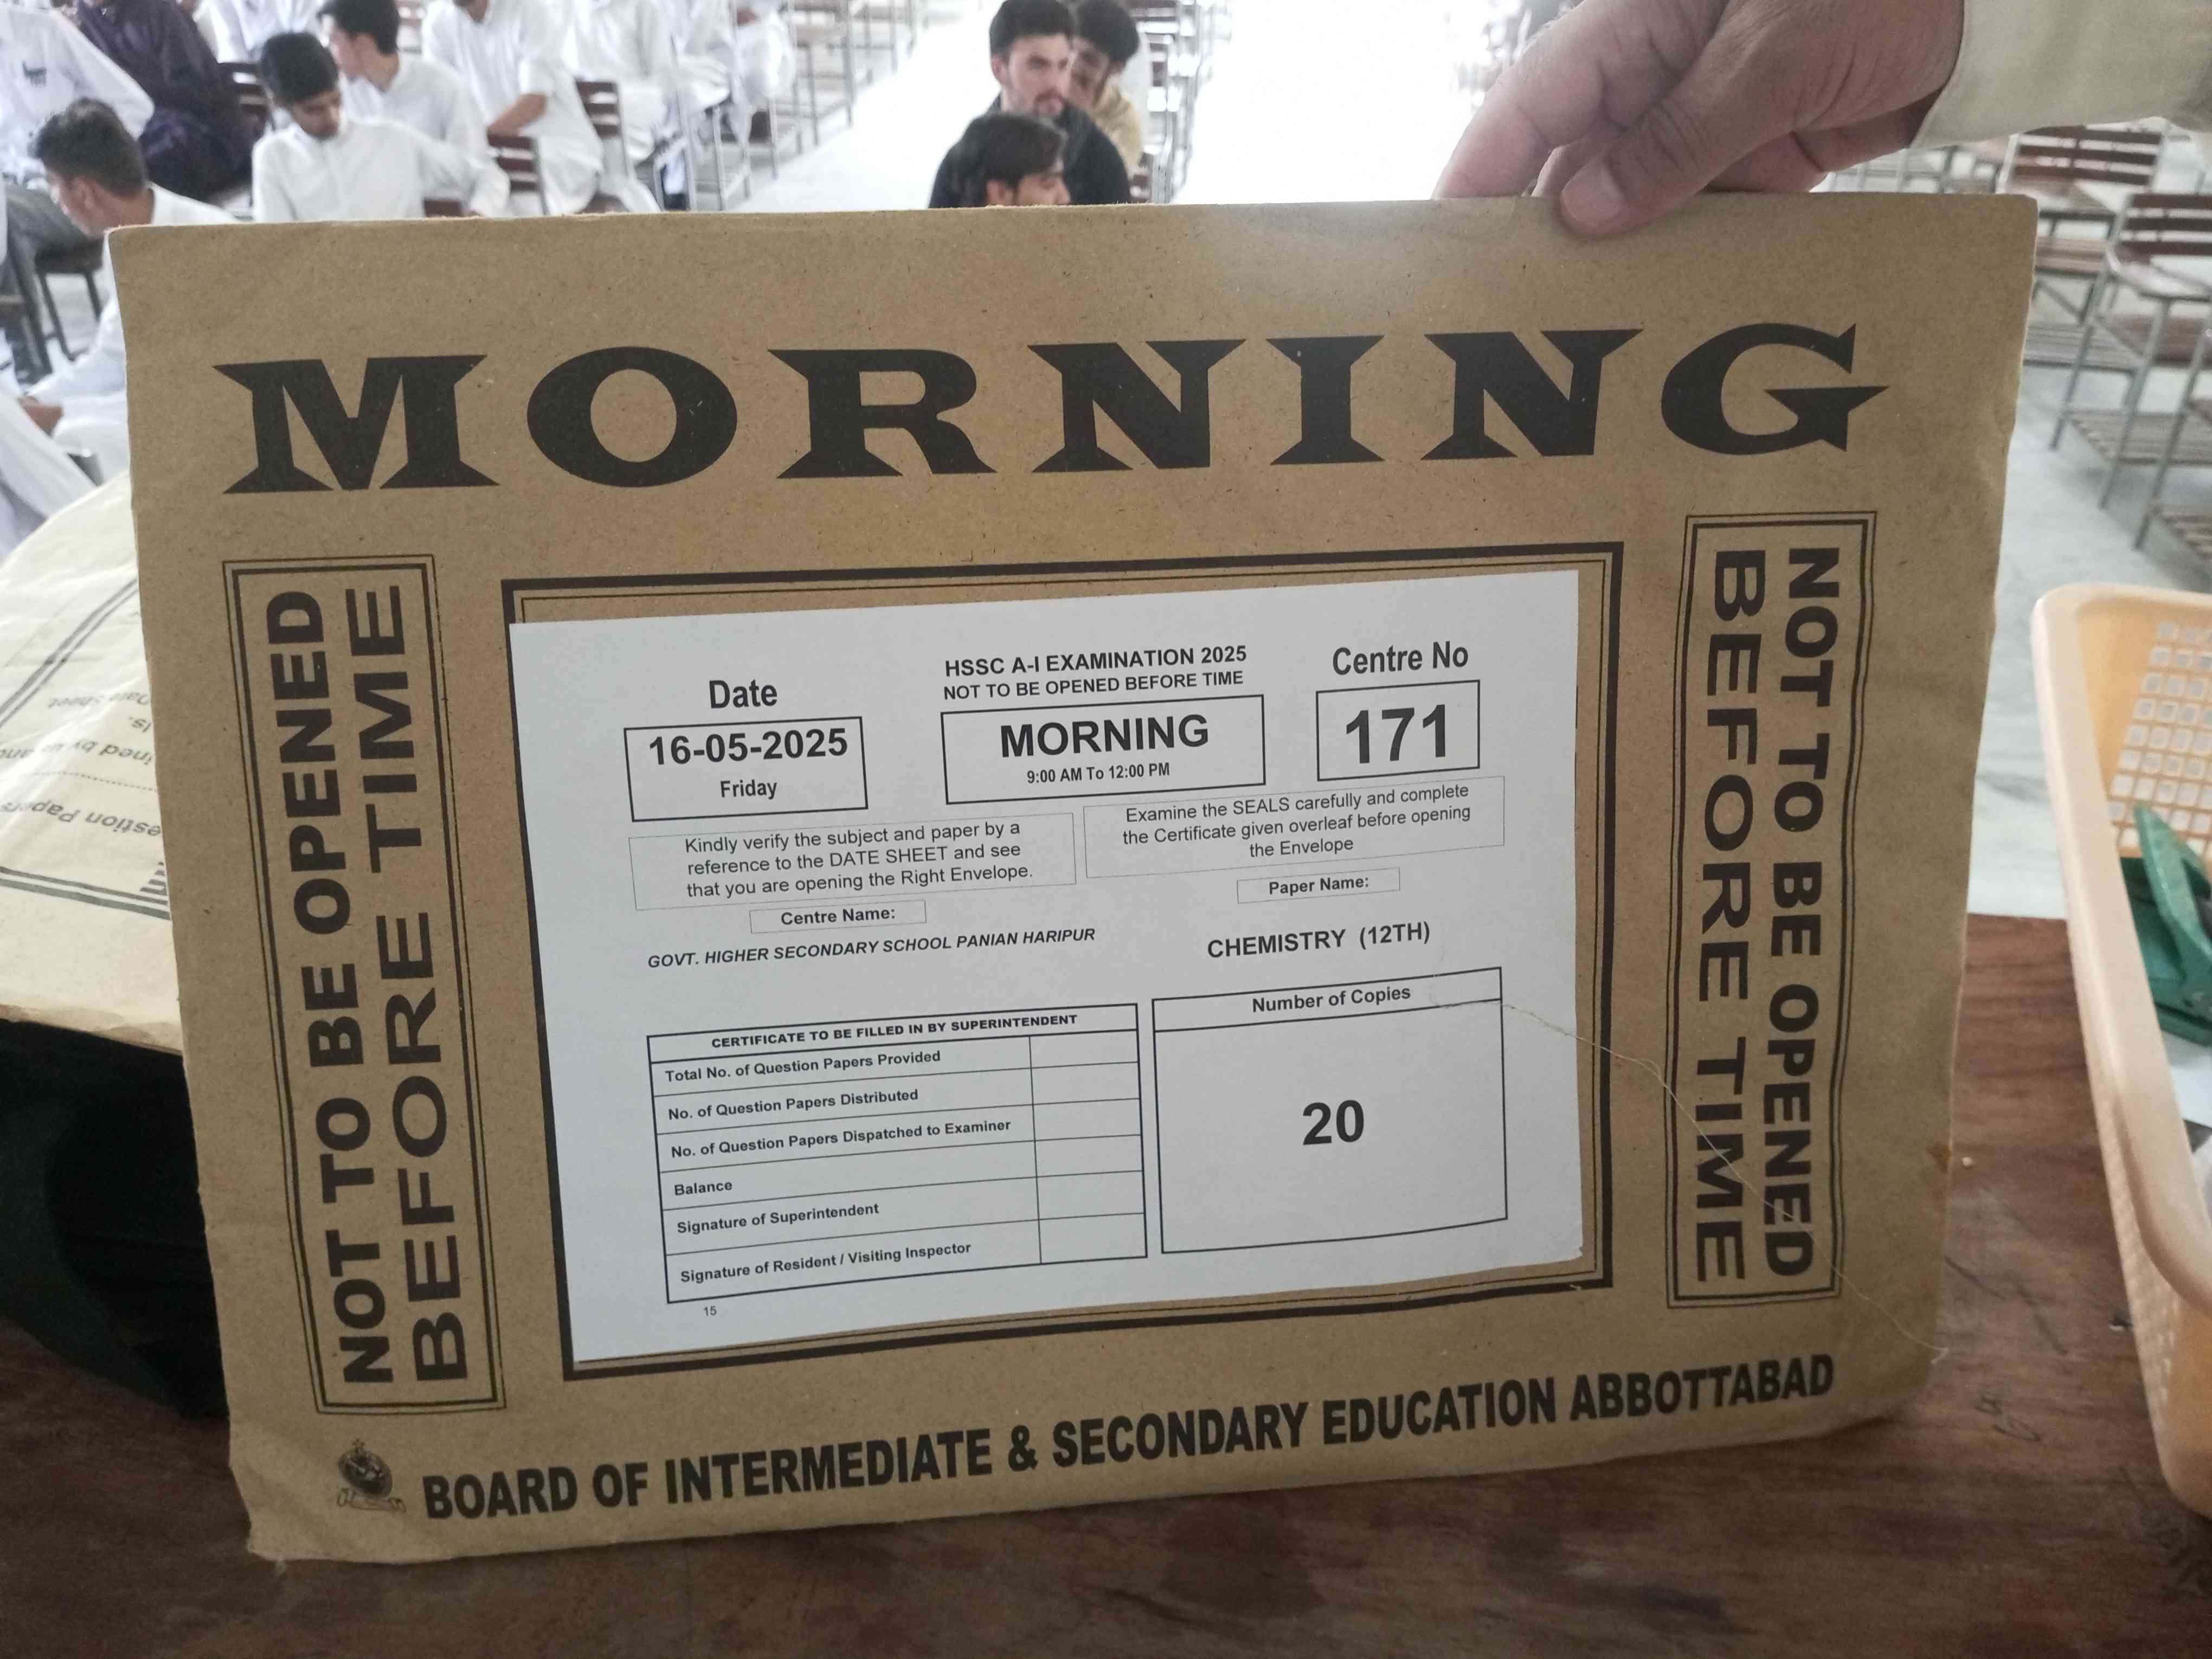 MORNING
NOT TO BE OPENED
BEFORE TIME
NOT TO BE OPENED
BEFORE TIME
Date
16-05-2025
Friday
HSSC A-I EXAMINATION 2025
NOT TO BE OPENED BEFORE TIME
MORNING
9:00 AM To 12:00 PM
Centre No
171
Kindly verify the subject and paper by a
reference to the DATE SHEET and see
that you are opening the Right Envelope.
Examine the SEALS carefully and complete
the Certificate given overleaf before opening
the Envelope
Centre Name:
GOVT. HIGHER SECONDARY SCHOOL PANIAN HARIPUR
Paper Name:
CHEMISTRY (12TH)
CERTIFICATE TO BE FILLED IN BY SUPERINTENDENT
Total No. of Question Papers Provided
No. of Question Papers Distributed
No. of Question Papers Dispatched to Examiner
Balance
Signature of Superintendent
Signature of Resident / Visiting Inspector
15
Number of Copies
20
BOARD OF INTERMEDIATE & SECONDARY EDUCATION ABBOTTABAD